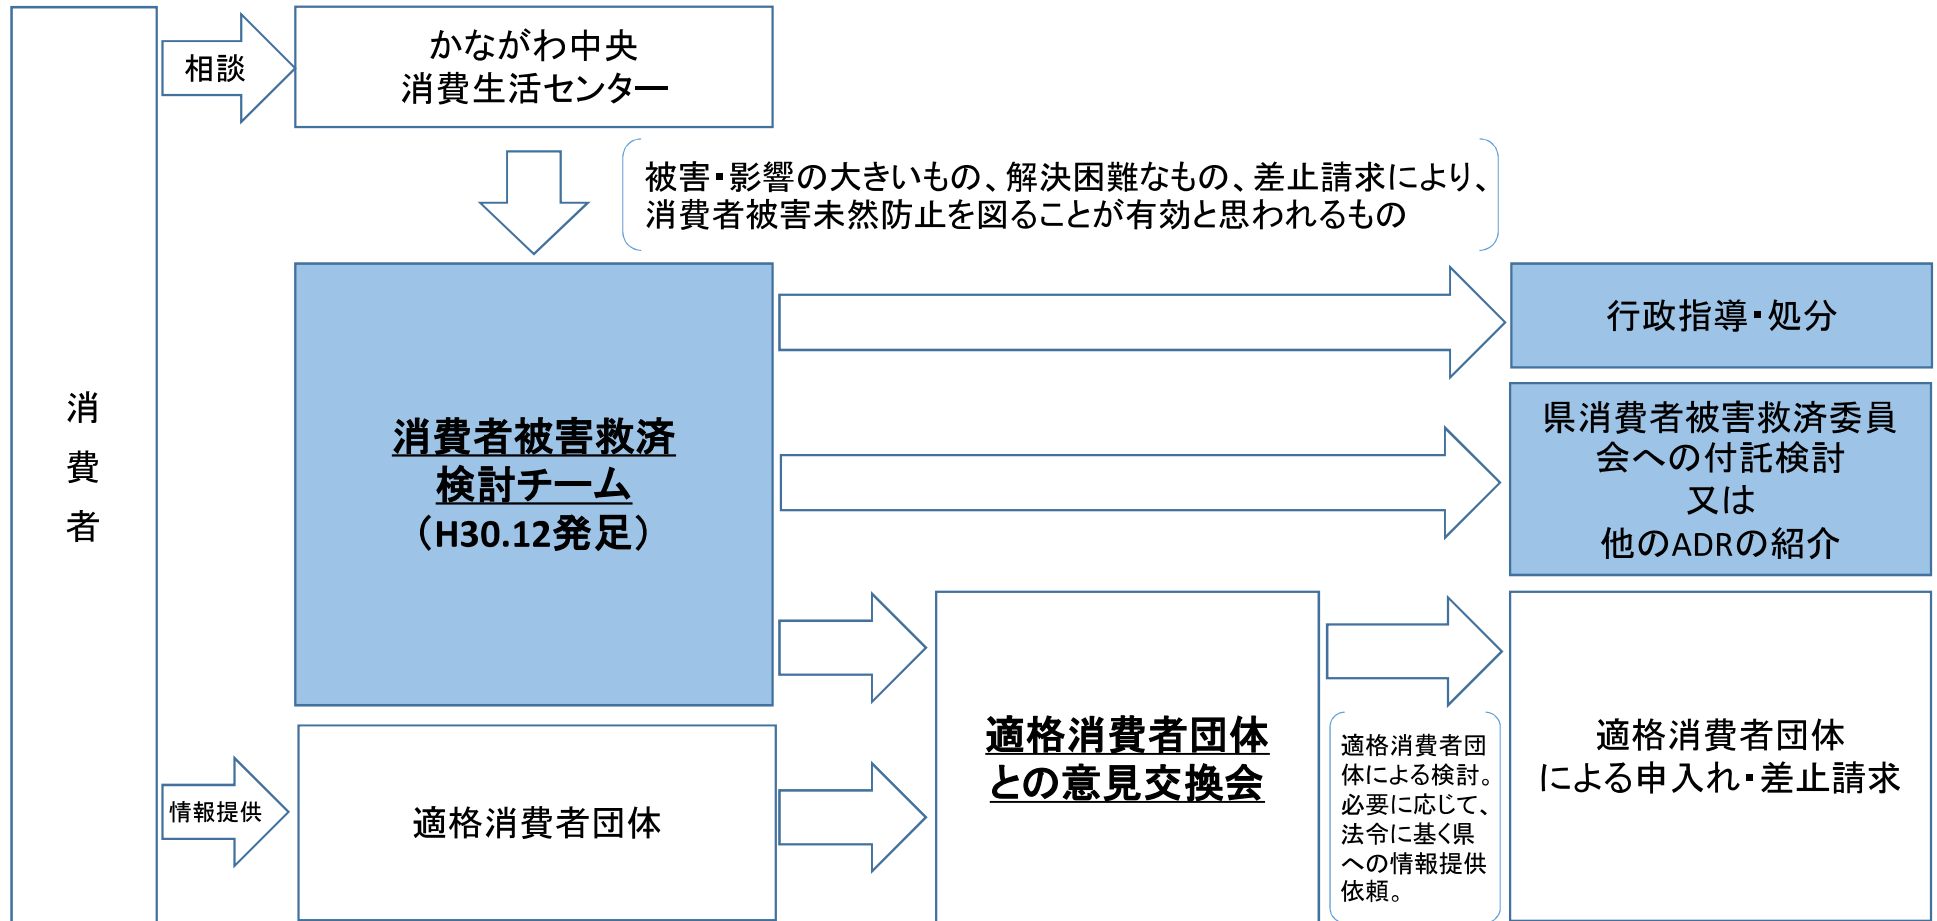 消
費
者
相談
かながわ中央
消費生活センター
被害・影響の大きいもの、解決困難なもの、差止請求により、
消費者被害未然防止を図ることが有効と思われるもの
消費者被害救済
検討チーム
（H30.12発足）
行政指導・処分
県消費者被害救済委員
会への付託検討
又は
他のADRの紹介
情報提供
適格消費者団体
適格消費者団体
との意見交換会
適格消費者団
体による検討。
必要に応じて、
法令に基く県
への情報提供
依頼。
適格消費者団体
による申入れ・差止請求